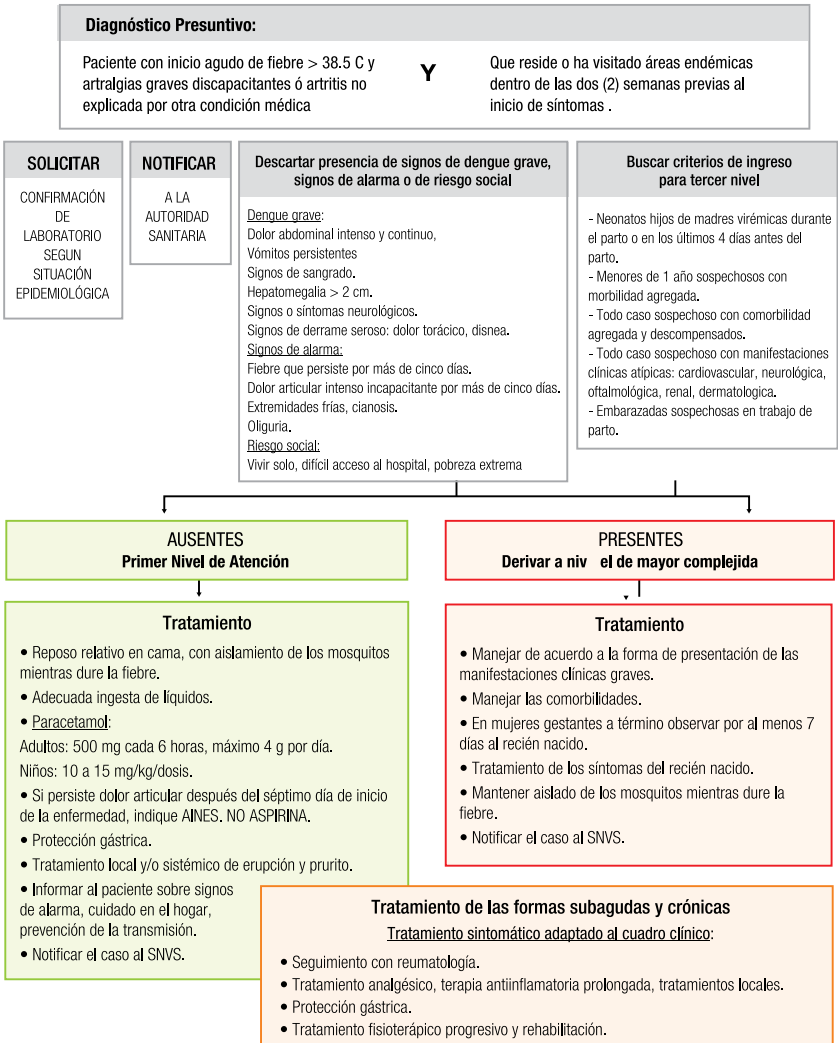 Diagnóstico Presuntivo:
Paciente con inicio agudo de fiebre > 38.5 C y
artralgias graves discapacitantes ó artritis no
explicada por otra condición médica
Y
Que reside o ha visitado áreas endémicas
dentro de las dos (2) semanas previas al
inicio de síntomas .
SOLICITAR
CONFIRMACIÓN
DE
LABORATORIO
SEGUN
SITUACIÓN
EPIDEMIOLÓGICA
NOTIFICAR
A LA
AUTORIDAD
SANITARIA
Descartar presencia de signos de dengue grave,
signos de alarma o de riesgo social
Dengue grave:
Dolor abdominal intenso y continuo,
Vómitos persistentes
Signos de sangrado.
Hepatomegalia > 2 cm.
Signos o síntomas neurológicos.
Signos de derrame seroso: dolor torácico, disnea.
Signos de alarma:
Fiebre que persiste por más de cinco días.
Dolor articular intenso incapacitante por más de cinco días.
Extremidades frías, cianosis.
Oliguria.
Riesgo social:
Vivir solo, difícil acceso al hospital, pobreza extrema
Buscar criterios de ingreso
para tercer nivel
- Neonatos hijos de madres virémicas durante
el parto o en los últimos 4 días antes del
parto.
- Menores de 1 año sospechosos con
morbilidad agregada.
- Todo caso sospechoso con comorbilidad
agregada y descompensados.
- Todo caso sospechoso con manifestaciones
clínicas atípicas: cardiovascular, neurológica,
oftalmológica, renal, dermatologica.
- Embarazadas sospechosas en trabajo de
parto.
AUSENTES
Primer Nivel de Atención
Tratamiento
• Reposo relativo en cama, con aislamiento de los mosquitos
mientras dure la fiebre.
• Adecuada ingesta de líquidos.
• Paracetamol:
Adultos: 500 mg cada 6 horas, máximo 4 g por día.
Niños: 10 a 15 mg/kg/dosis.
• Si persiste dolor articular después del séptimo día de inicio
de la enfermedad, indique AINES. NO ASPIRINA.
• Protección gástrica.
• Tratamiento local y/o sistémico de erupción y prurito.
• Informar al paciente sobre signos
de alarma, cuidado en el hogar,
prevención de la transmisión.
• Notificar el caso al SNVS.
PRESENTES
Derivar a niv el de mayor complejida
Tratamiento
• Manejar de acuerdo a la forma de presentación de las
manifestaciones clínicas graves.
• Manejar las comorbilidades.
• En mujeres gestantes a término observar por al menos 7
días al recién nacido.
• Tratamiento de los síntomas del recién nacido.
• Mantener aislado de los mosquitos mientras dure la
fiebre.
• Notificar el caso al SNVS.
Tratamiento de las formas subagudas y crónicas
Tratamiento sintomático adaptado al cuadro clínico:
• Seguimiento con reumatología.
• Tratamiento analgésico, terapia antiinflamatoria prolongada, tratamientos locales.
• Protección gástrica.
• Tratamiento fisioterápico progresivo y rehabilitación.